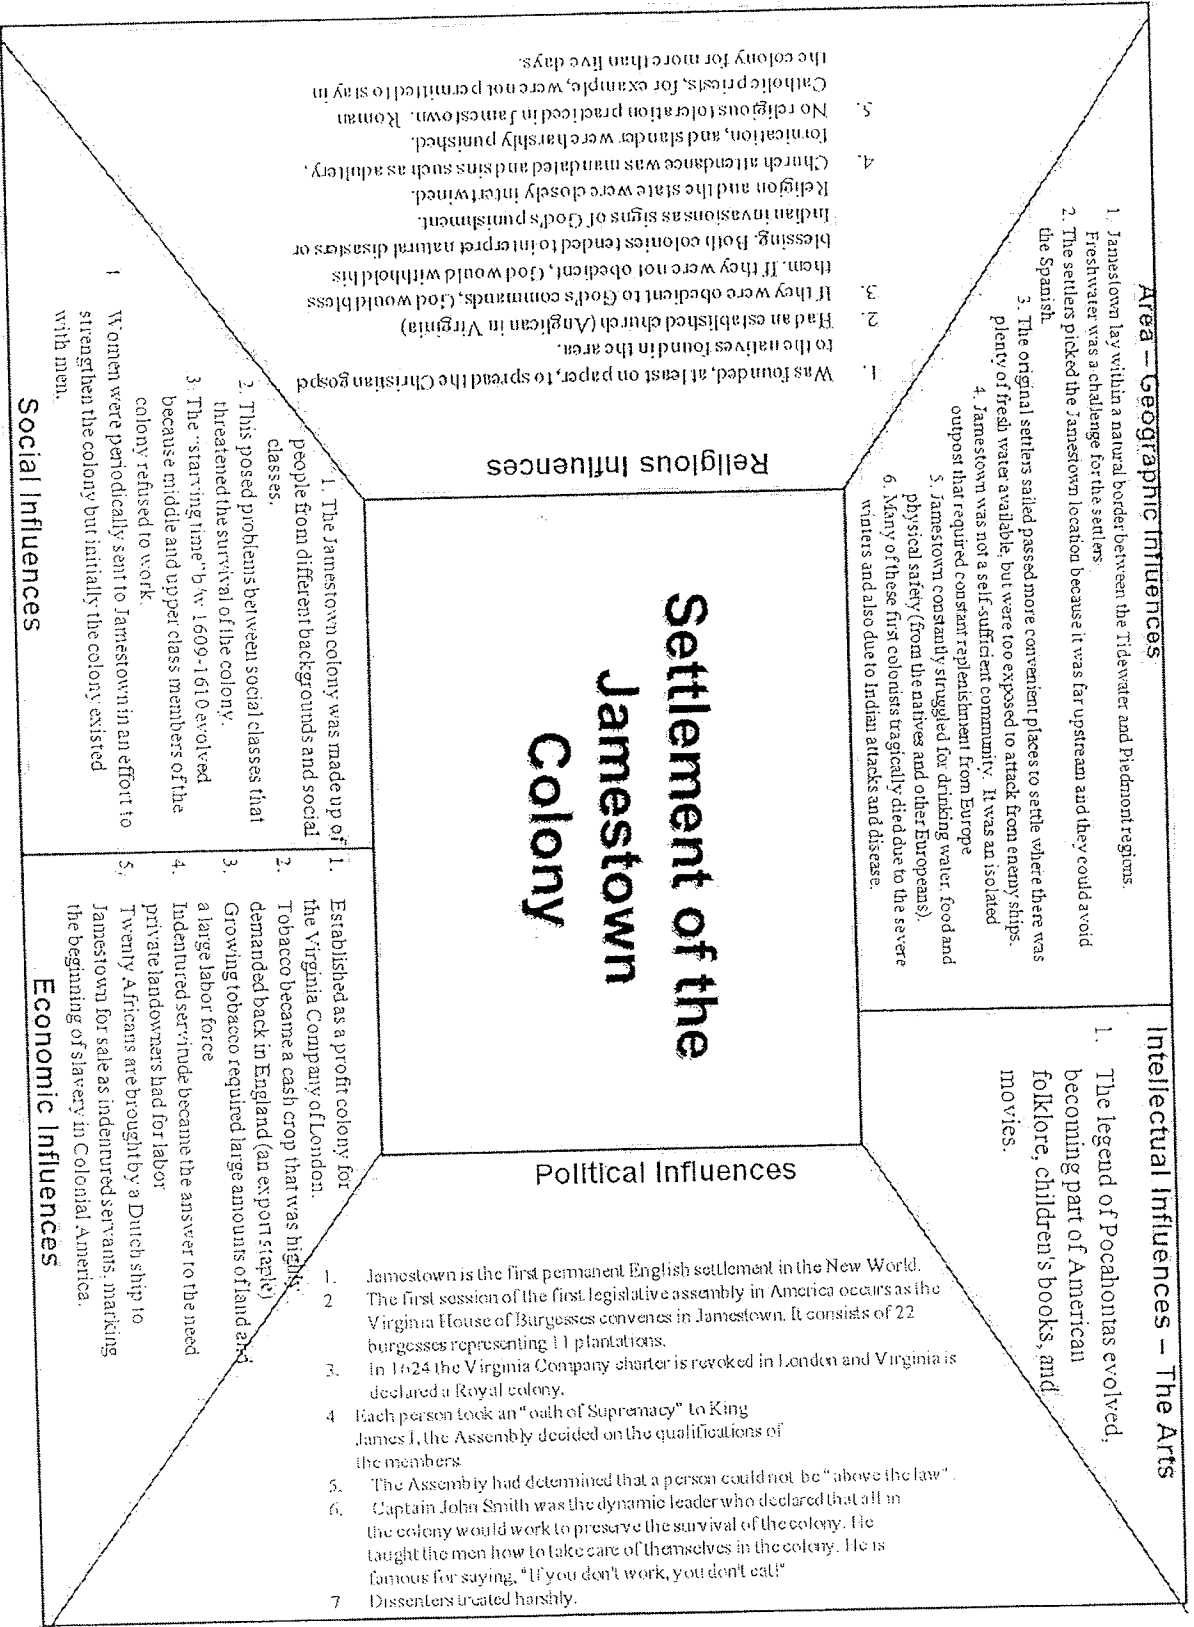 Settlement of the
Jamestown
Colony
Religious Influences
1. Was founded, at least on paper, to spread the Christian gospel
to the natives found in the area.
2. Had an established church (Anglican in Virginia)
3. If they were obedient to God's commands, God would bless
them. If they were not obedient, God would withhold his
blessing. Both colonies tended to interpret natural disasters or
Indian invasions as signs of God's punishment.
Religion and the state were closely intertwined.
4. Church attendance was mandated and sins such as adultery,
fornication, and slander were harshly punished.
5. No religious toleration practiced in Jamestown. Roman
Catholic priests, for example, were not permitted to stay in
the colony for more than five days.
Area – Geographic Influences
1. Jamestown lay within a natural border between the Tidewater and Piedmont regions.
Freshwater was a challenge for the settlers
2. The settlers picked the Jamestown location because it was far upstream and they could avoid
the Spanish.
3. The original settlers sailed passed more convenient places to settle where there was
plenty of fresh water available, but were too exposed to attack from enemy ships.
4. Jamestown was not a self-sufficient community. It was an isolated
outpost that required constant replenishment from Europe
5. Jamestown constantly struggled for drinking water, food and
physical safety (from the natives and other Europeans).
6. Many of these first colonists tragically died due to the severe
winters and also due to Indian attacks and disease.
Intellectual Influences – The Arts
1. The legend of Pocahontas evolved,
becoming part of American
folklore, children's books, and
movies.
Social Influences
1. The Jamestown colony was made up of
people from different backgrounds and social
classes.
2. This posed problems between social classes that
threatened the survival of the colony.
3. The "starving time" b/w 1609-1610 evolved
because middle and upper class members of the
colony refused to work.
1 Women were periodically sent to Jamestown in an effort to
strengthen the colony but initially the colony existed
with men.
Economic Influences
1. Established as a profit colony for
the Virginia Company of London.
2. Tobacco became a cash crop that was highly
demanded back in England (an export staple)
3. Growing tobacco required large amounts of land and
a large labor force
4. Indentured servitude became the answer to the need
private landowners had for labor
5. Twenty Africans are brought by a Dutch ship to
Jamestown for sale as indentured servants, marking
the beginning of slavery in Colonial America.
Political Influences
1. Jamestown is the first permanent English settlement in the New World.
2 The first session of the first legislative assembly in America occurs as the
Virginia House of Burgesses convenes in Jamestown. It consists of 22
burgesses representing 11 plantations.
3. In 1624 the Virginia Company charter is revoked in London and Virginia is
declared a Royal colony.
4 Each person took an "oath of Supremacy" to King
James I, the Assembly decided on the qualifications of
the members
5. The Assembly had determined that a person could not be "above the law".
6. Captain John Smith was the dynamic leader who declared that all in
the colony would work to preserve the survival of the colony. He
taught the men how to take care of themselves in the colony. He is
famous for saying, "If you don't work, you don't eat!"
7 Dissenters treated harshly.